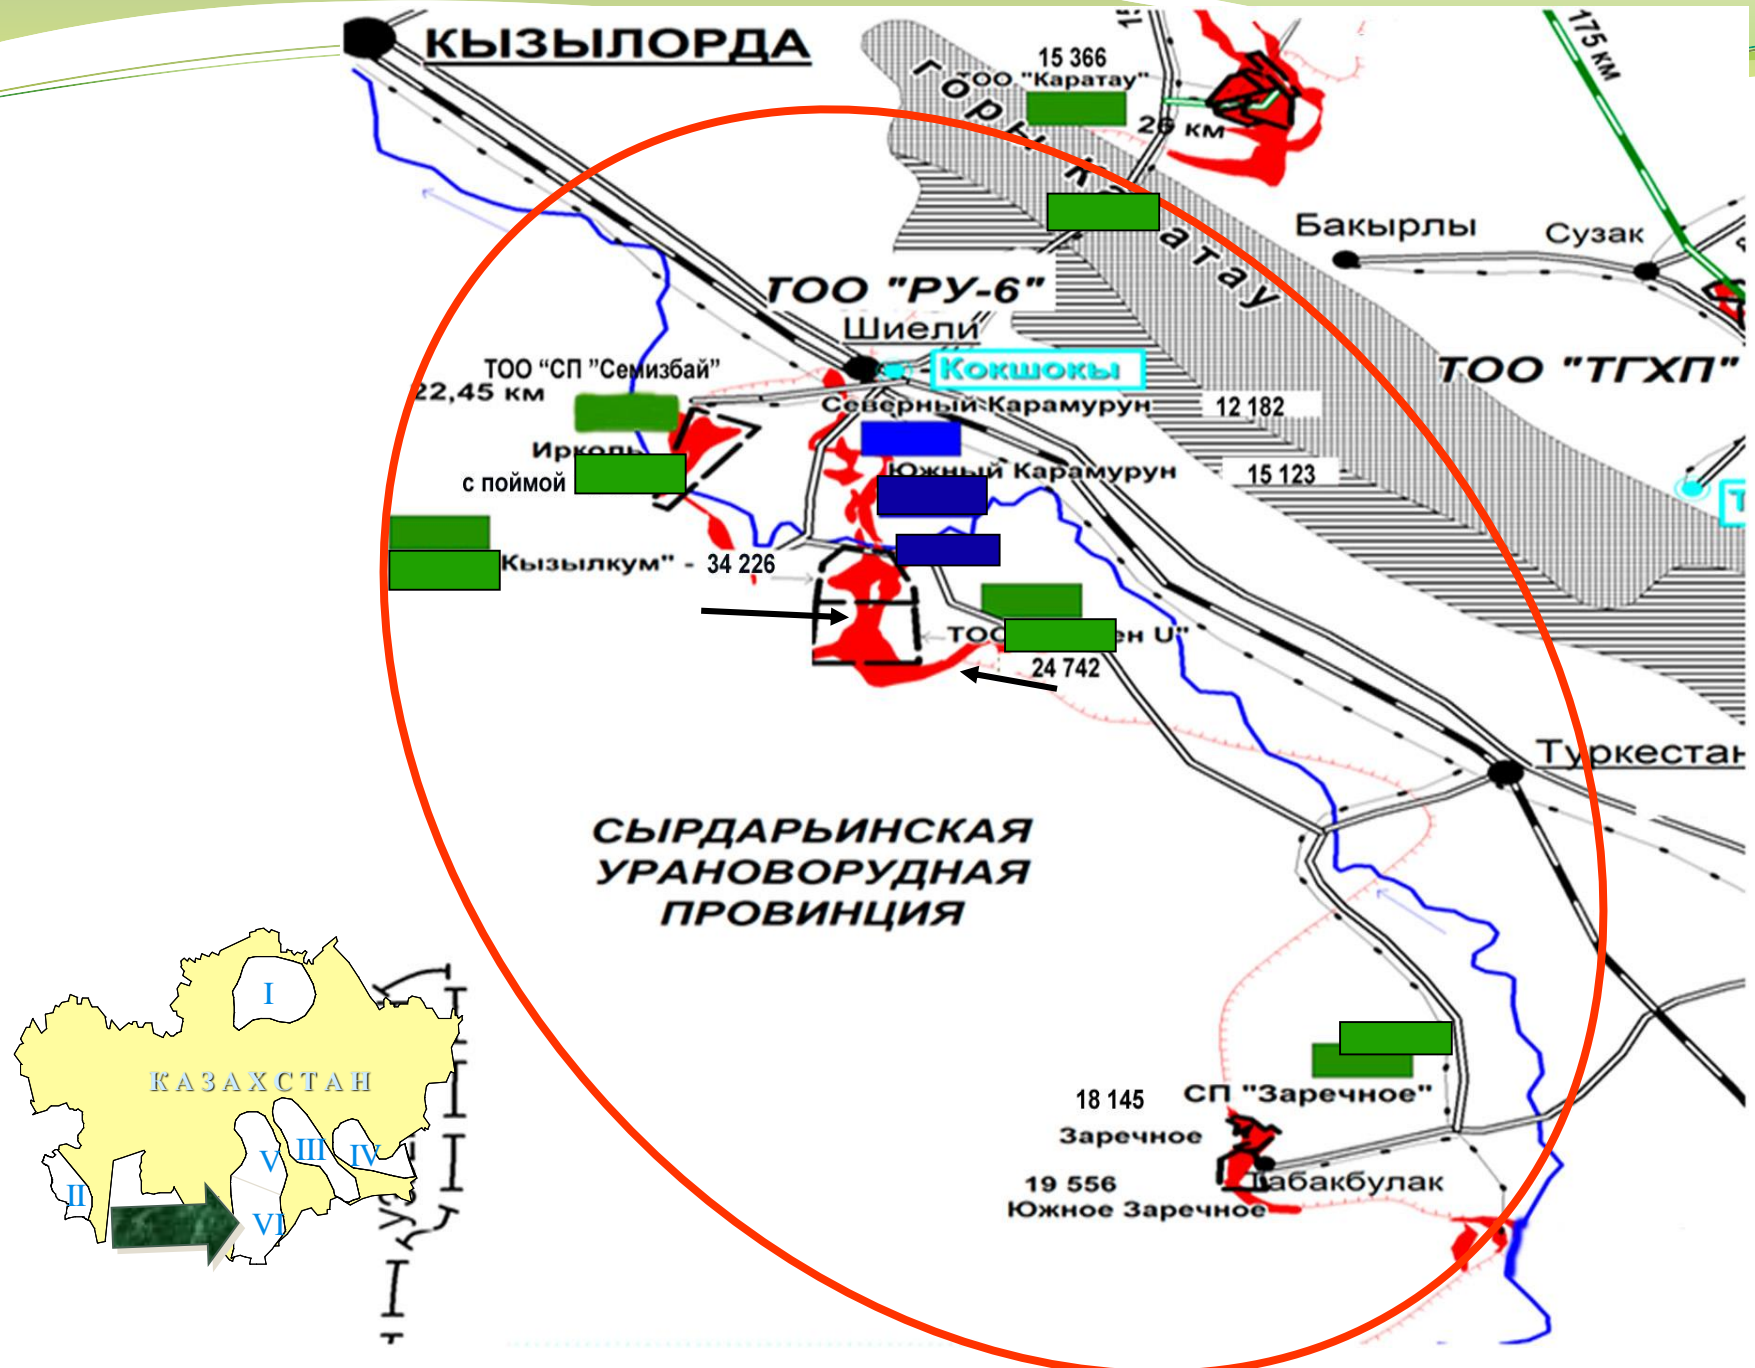 КЫЗЫЛОРДА
15 366
ТОО "Каратау"
175 км
26 км
горы Каратау
Бакырлы
Сузак
ТОО "РУ-6"
Шиели
ТОО “СП ”Семизбай”
22,45 км
Кокшокы
ТОО "ТГХП"
Северный Карамурун
12 182
Ирколь
с поймой
Южный Карамурун
15 123
Кызылкум" - 34 226
ен U"
24 742
Туркестан
СЫРДАРЬИНСКАЯ
УРАНОВОРУДНАЯ
ПРОВИНЦИЯ
I
КАЗАХСТАН
II
III
IV
V
VI
СП "Заречное"
18 145
Заречное
Табакбулак
19 556
Южное Заречное